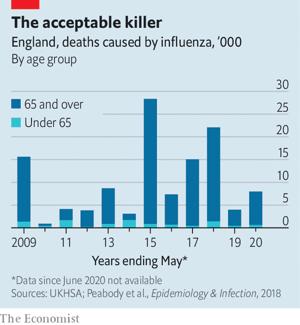 The acceptable killer
England, deaths caused by influenza, '000
By age group
65 and over
Under 65
30
25
20
15
10
5
0
2009
11
13
15
17
19
20
Years ending May*
*Data since June 2020 not available
Sources: UKHSA; Peabody et al., Epidemiology & Infection, 2018
The Economist